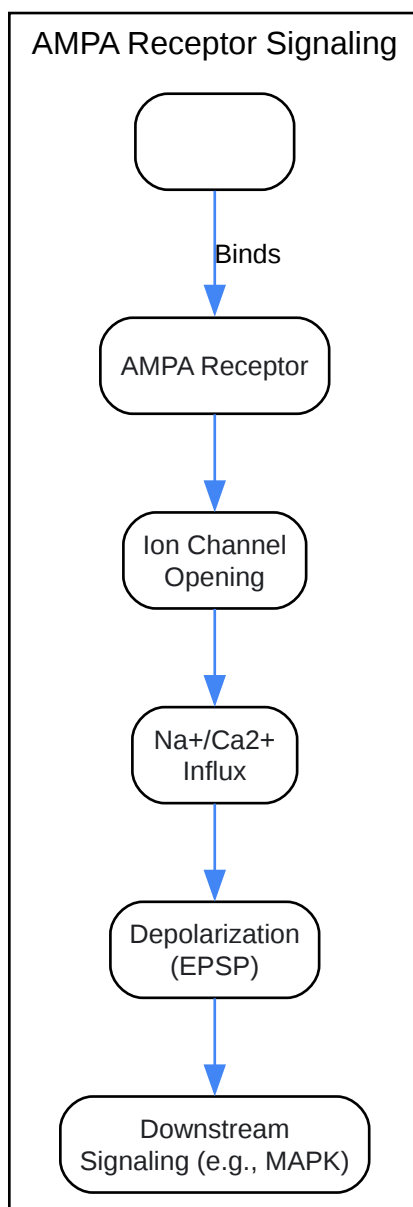 AMPA Receptor Signaling
Binds
AMPA Receptor
Ion Channel
Opening
Na+/Ca2+
Influx
Depolarization
(EPSP)
Downstream
Signaling (e.g., MAPK)